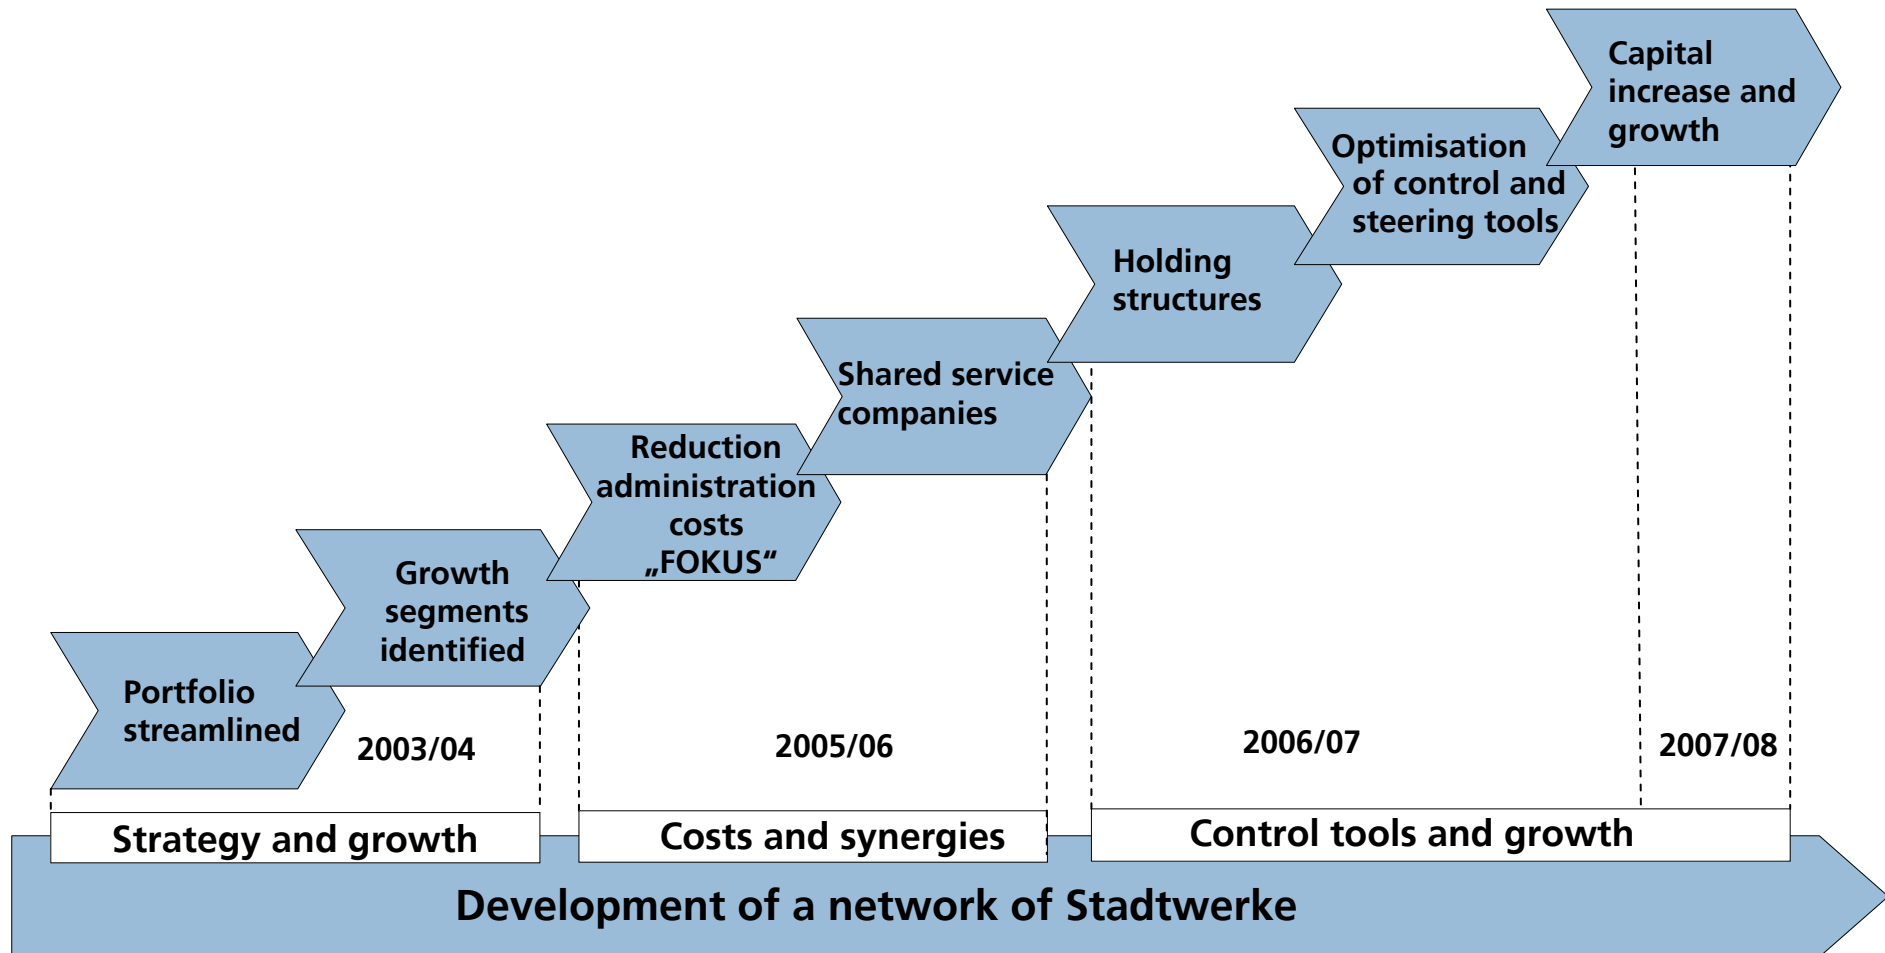 Capital
increase and
growth
Optimisation
of control and
steering tools
Holding
structures
Shared service
companies
Reduction
administration
costs
„FOKUS“
Growth
segments
identified
Portfolio
streamlined
2003/04
2005/06
2006/07
2007/08
Strategy and growth
Costs and synergies
Control tools and growth
Development of a network of Stadtwerke